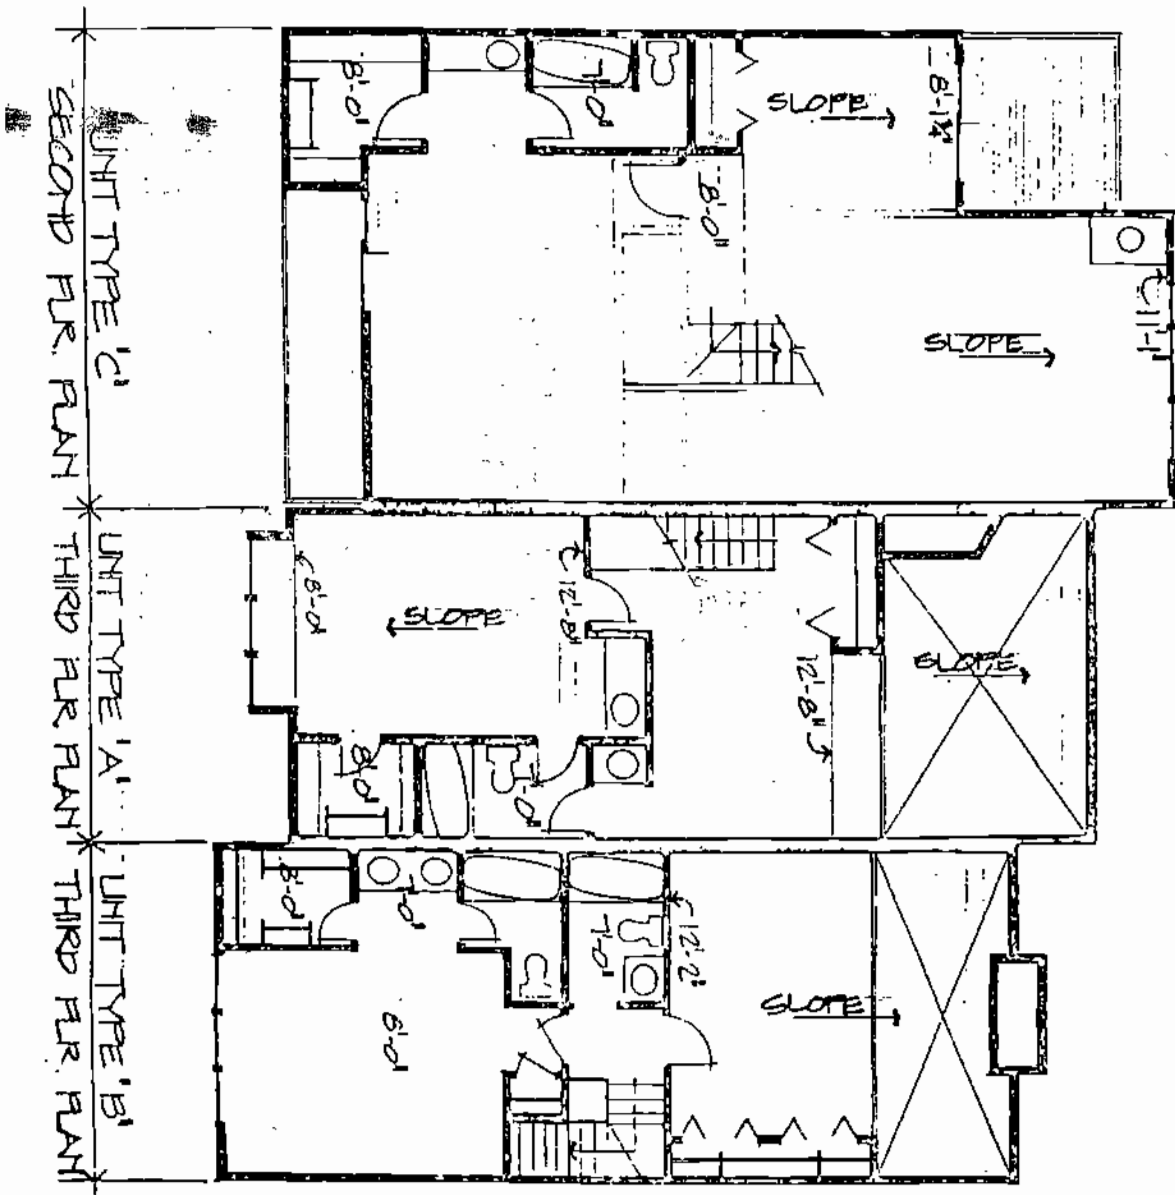 UNIT TYPE 'C'
SECOND FLR. PLAN
8'-0"
7'-0"
SLOPE
8'-1¾"
8'-0"
SLOPE
11'-1"
UNIT TYPE 'A'
THIRD FLR. PLAN
8'-0"
SLOPE
12'-8"
8'-0"
7'-0"
12'-8"
SLOPE
UNIT TYPE 'B'
THIRD FLR. PLAN
8'-0"
7'-0"
8'-0"
7'-0"
12'-2"
SLOPE